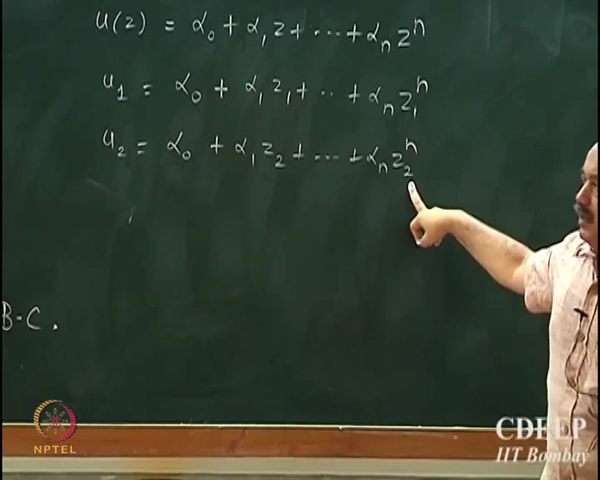 u(z) = α₀ + α₁z + ⋯ + αₙzⁿ
u₁ = α₀ + α₁z₁ + ⋅⋅ + αₙz₁ⁿ
u₂ = α₀ + α₁z₂ + ⋯ + αₙz₂ⁿ
B-C.
NPTEL
CDEEP
IIT Bombay